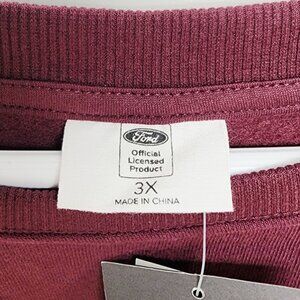 Ford
Official
Licensed
Product
3X
MADE IN CHINA